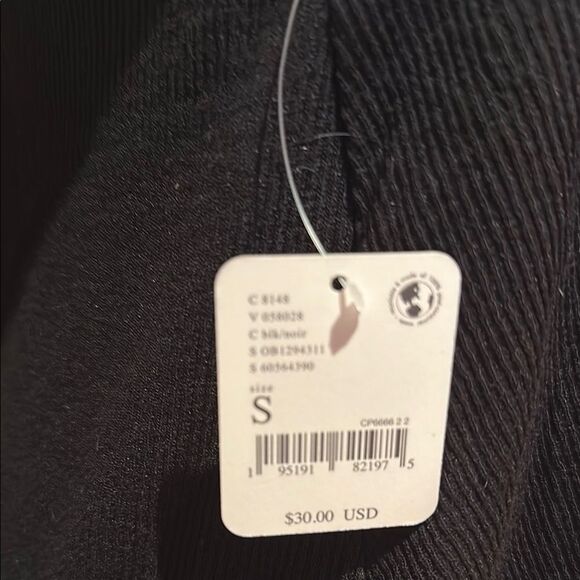 C 8148
V 058028
C blk/noir
S OB1294311
S 60564390
size
S
CP6666.2 2
1 95191 82197 5
$30.00 USD